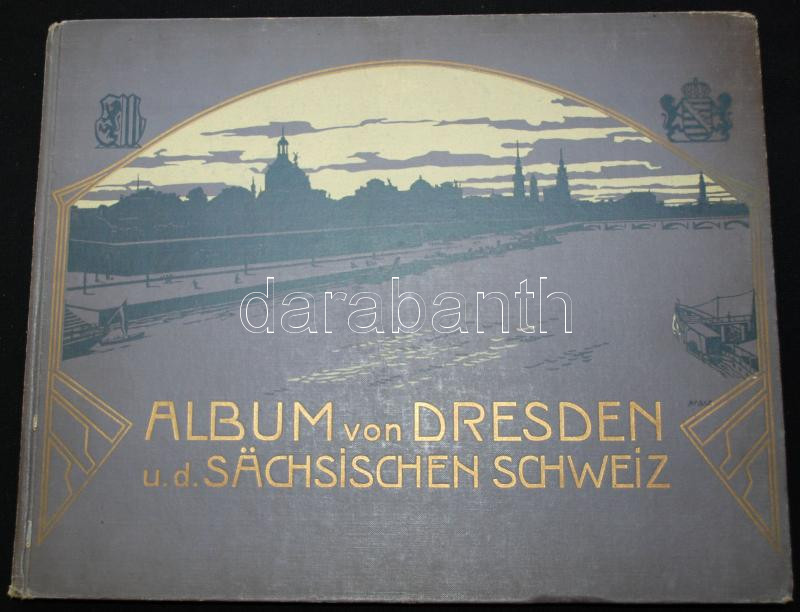 darabanth
ALBUM von DRESDEN
u.d. SÄCHSISCHEN SCHWEIZ